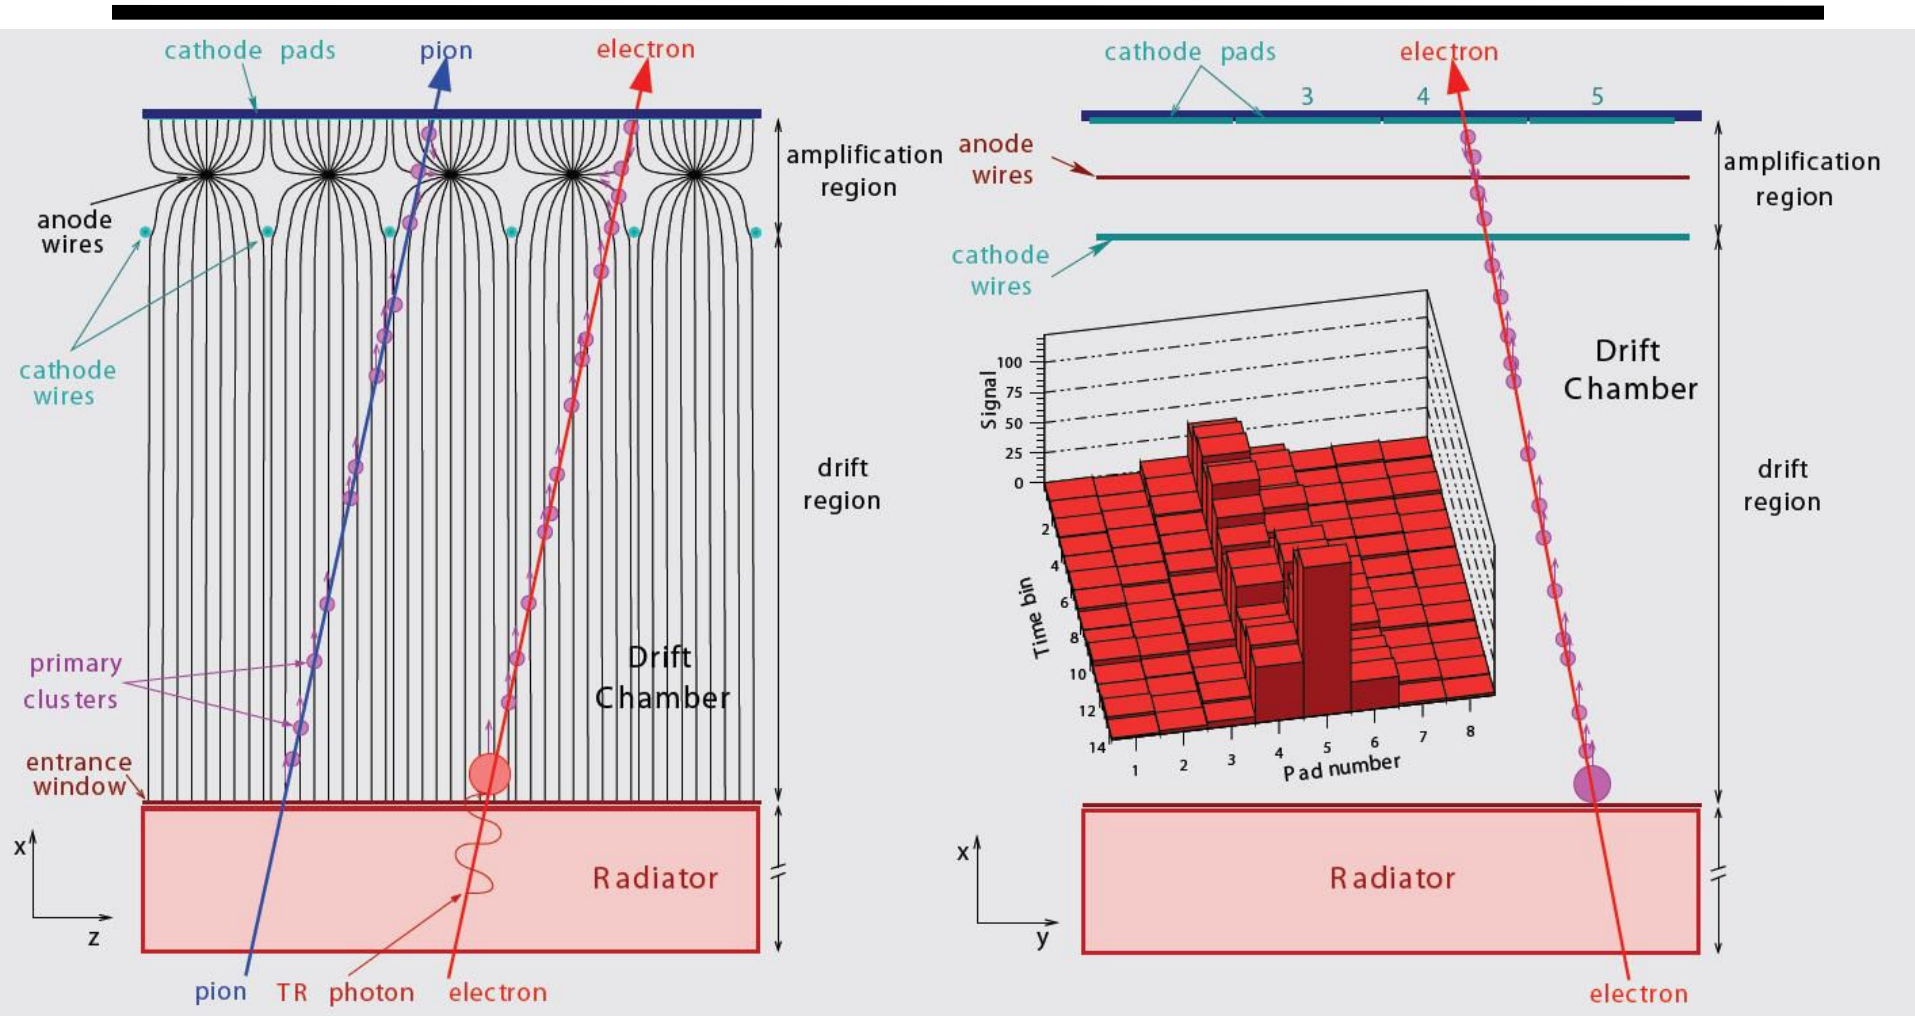 cathode pads
pion
electron
amplification
region
anode
wires
cathode
wires
drift
region
primary
clusters
Drift
Chamber
entrance
window
x
z
Radiator
pion
TR photon
electron
cathode pads
electron
3
4
5
anode
wires
amplification
region
cathode
wires
Drift
Chamber
drift
region
Signal
100
75
50
25
0
Time bin
2
4
6
8
10
12
14
1
2
3
4
5
6
7
8
Pad number
x
y
Radiator
electron